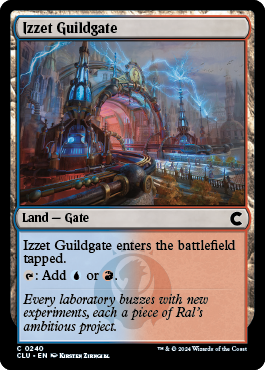 Izzet Guildgate
Land — Gate
Izzet Guildgate enters the battlefield
tapped.
: Add or .
Every laboratory buzzes with new
experiments, each a piece of Ral's
ambitious project.
C 0240
CLU • EN Kirsten Zirngibl
™ & © 2024 Wizards of the Coast